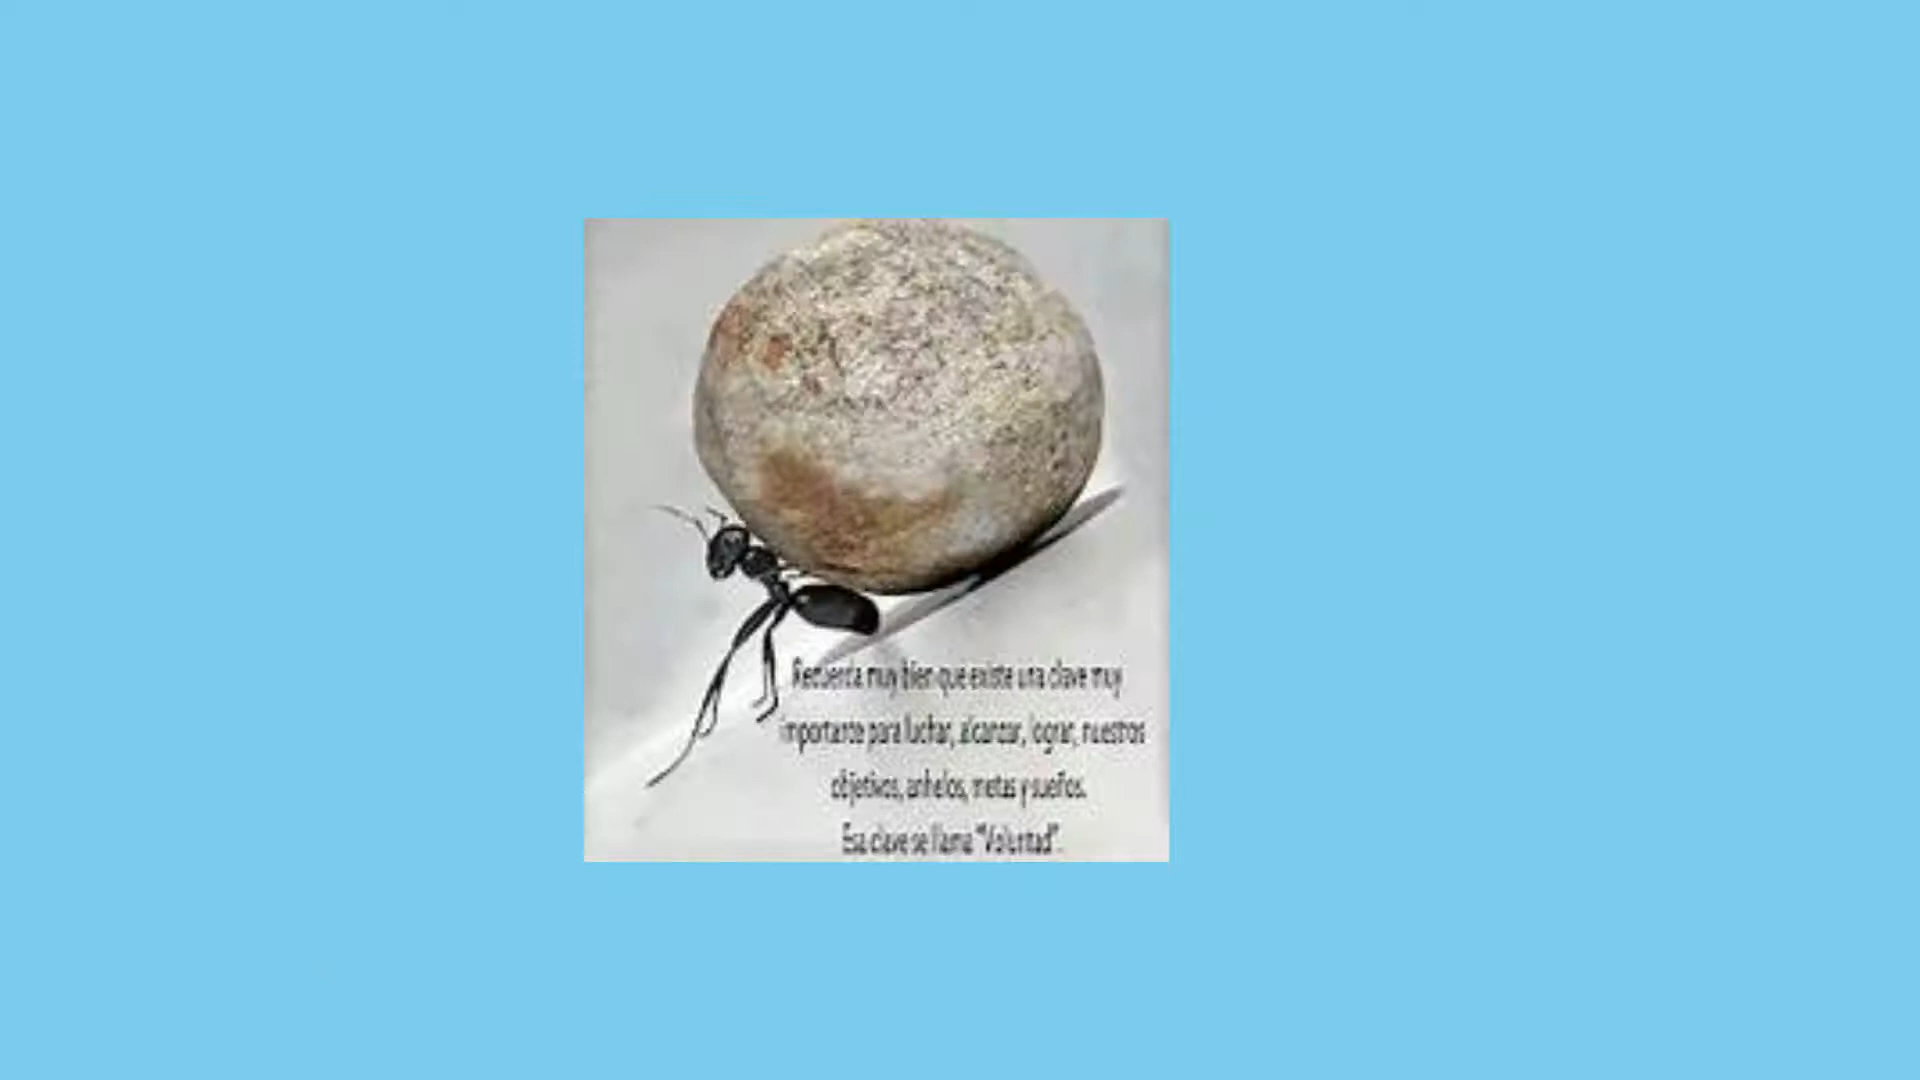 Recuerda muy bien que existe una clave muy
importante para luchar, alcanzar, lograr, nuestros
objetivos, anhelos, metas y sueños.
Esa clave se llama "Voluntad".